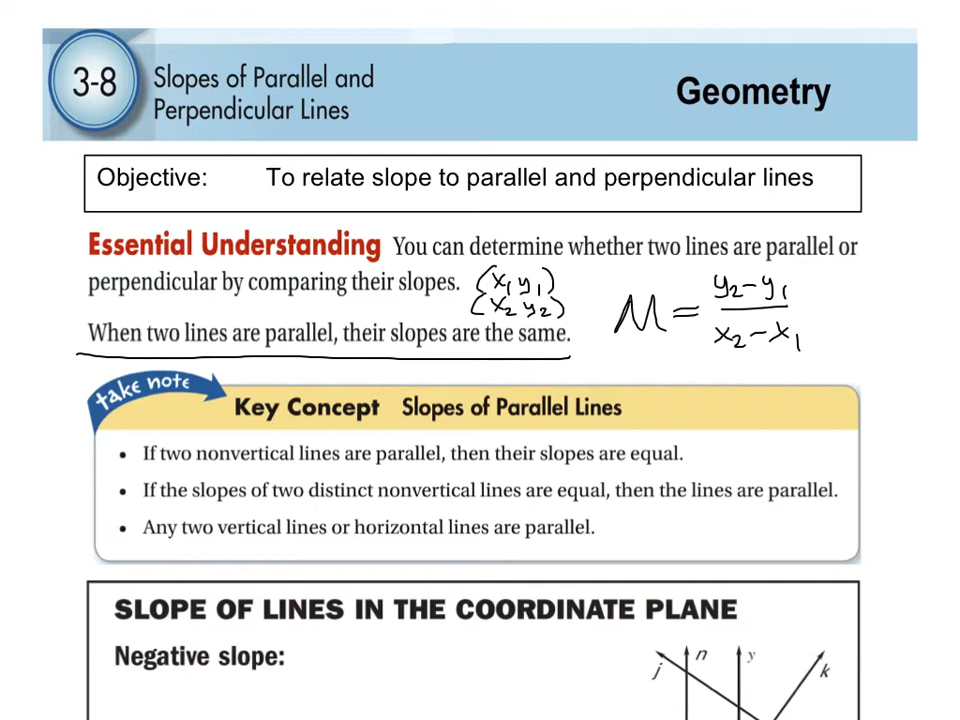 3-8
Slopes of Parallel and
Perpendicular Lines
Geometry
Objective: To relate slope to parallel and perpendicular lines
Essential Understanding You can determine whether two lines are parallel or
perpendicular by comparing their slopes.
(x₁ y₁)
(x₂ y₂)
M = y₂-y₁
x₂-x₁
When two lines are parallel, their slopes are the same.
take note
Key Concept Slopes of Parallel Lines
• If two nonvertical lines are parallel, then their slopes are equal.
• If the slopes of two distinct nonvertical lines are equal, then the lines are parallel.
• Any two vertical lines or horizontal lines are parallel.
SLOPE OF LINES IN THE COORDINATE PLANE
Negative slope:
j n y k